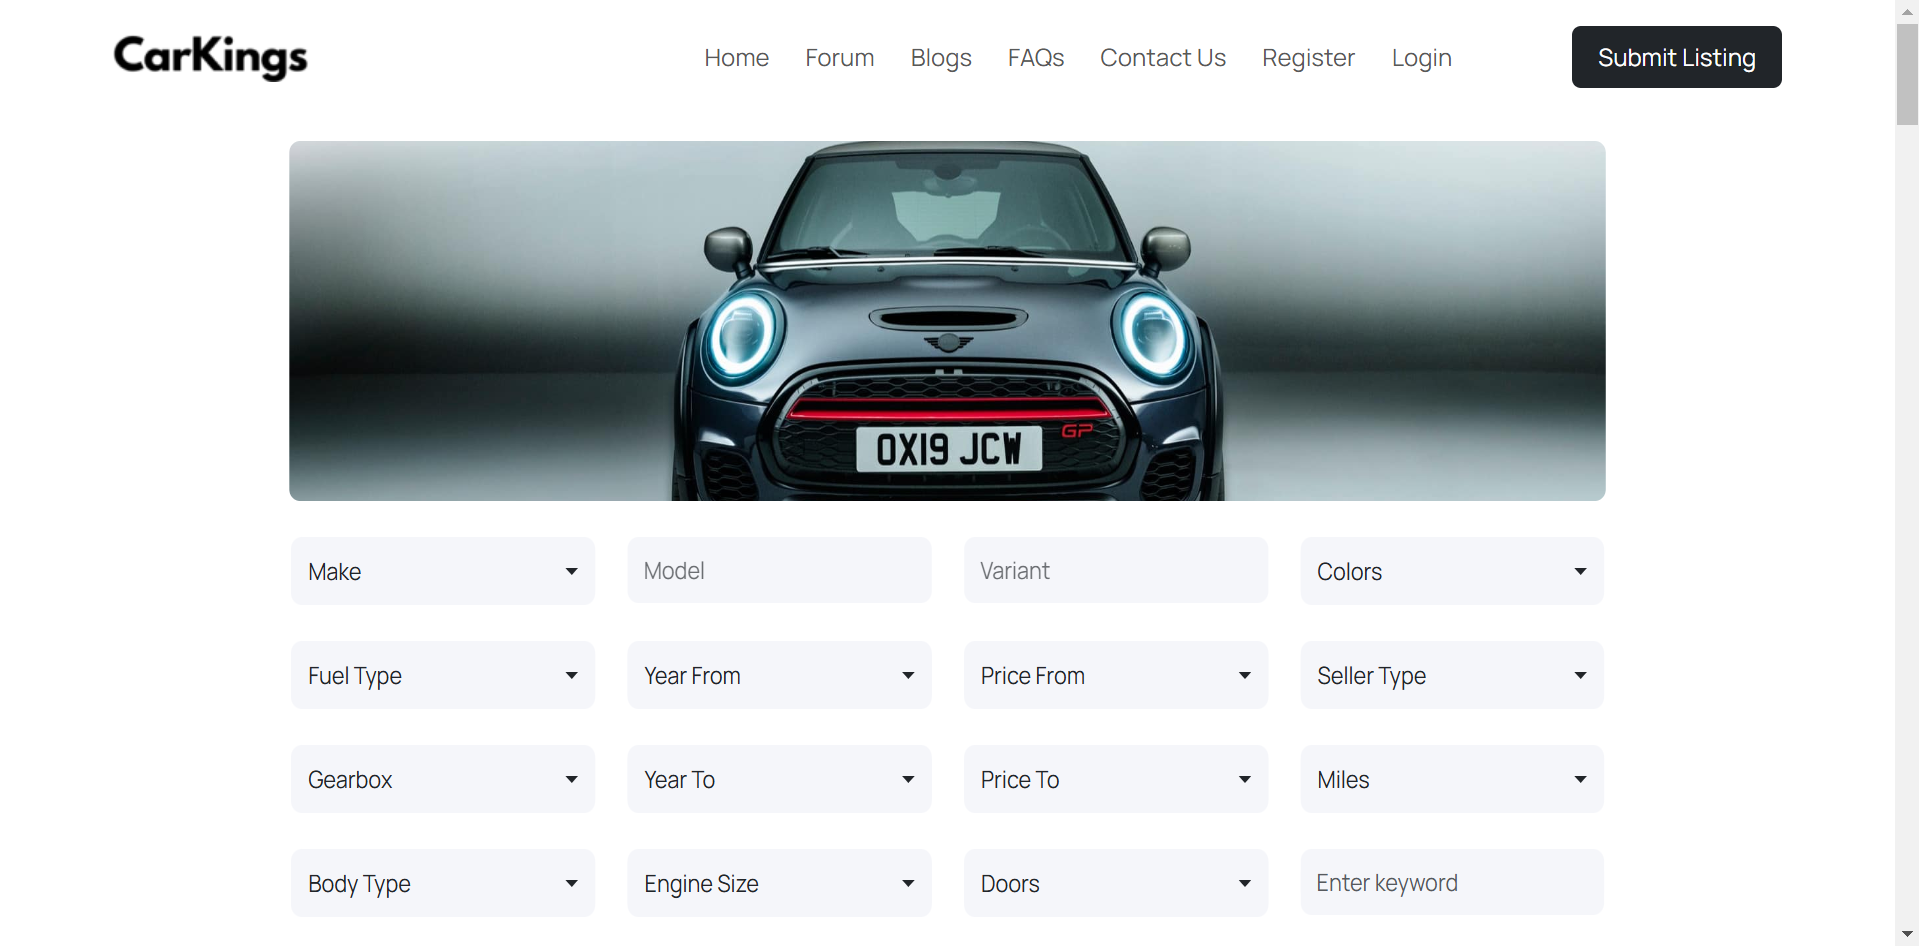 CarKings
Home Forum Blogs FAQs Contact Us Register Login Submit Listing
GP
OX19 JCW
Make Model Variant Colors
Fuel Type Year From Price From Seller Type
Gearbox Year To Price To Miles
Body Type Engine Size Doors Enter keyword